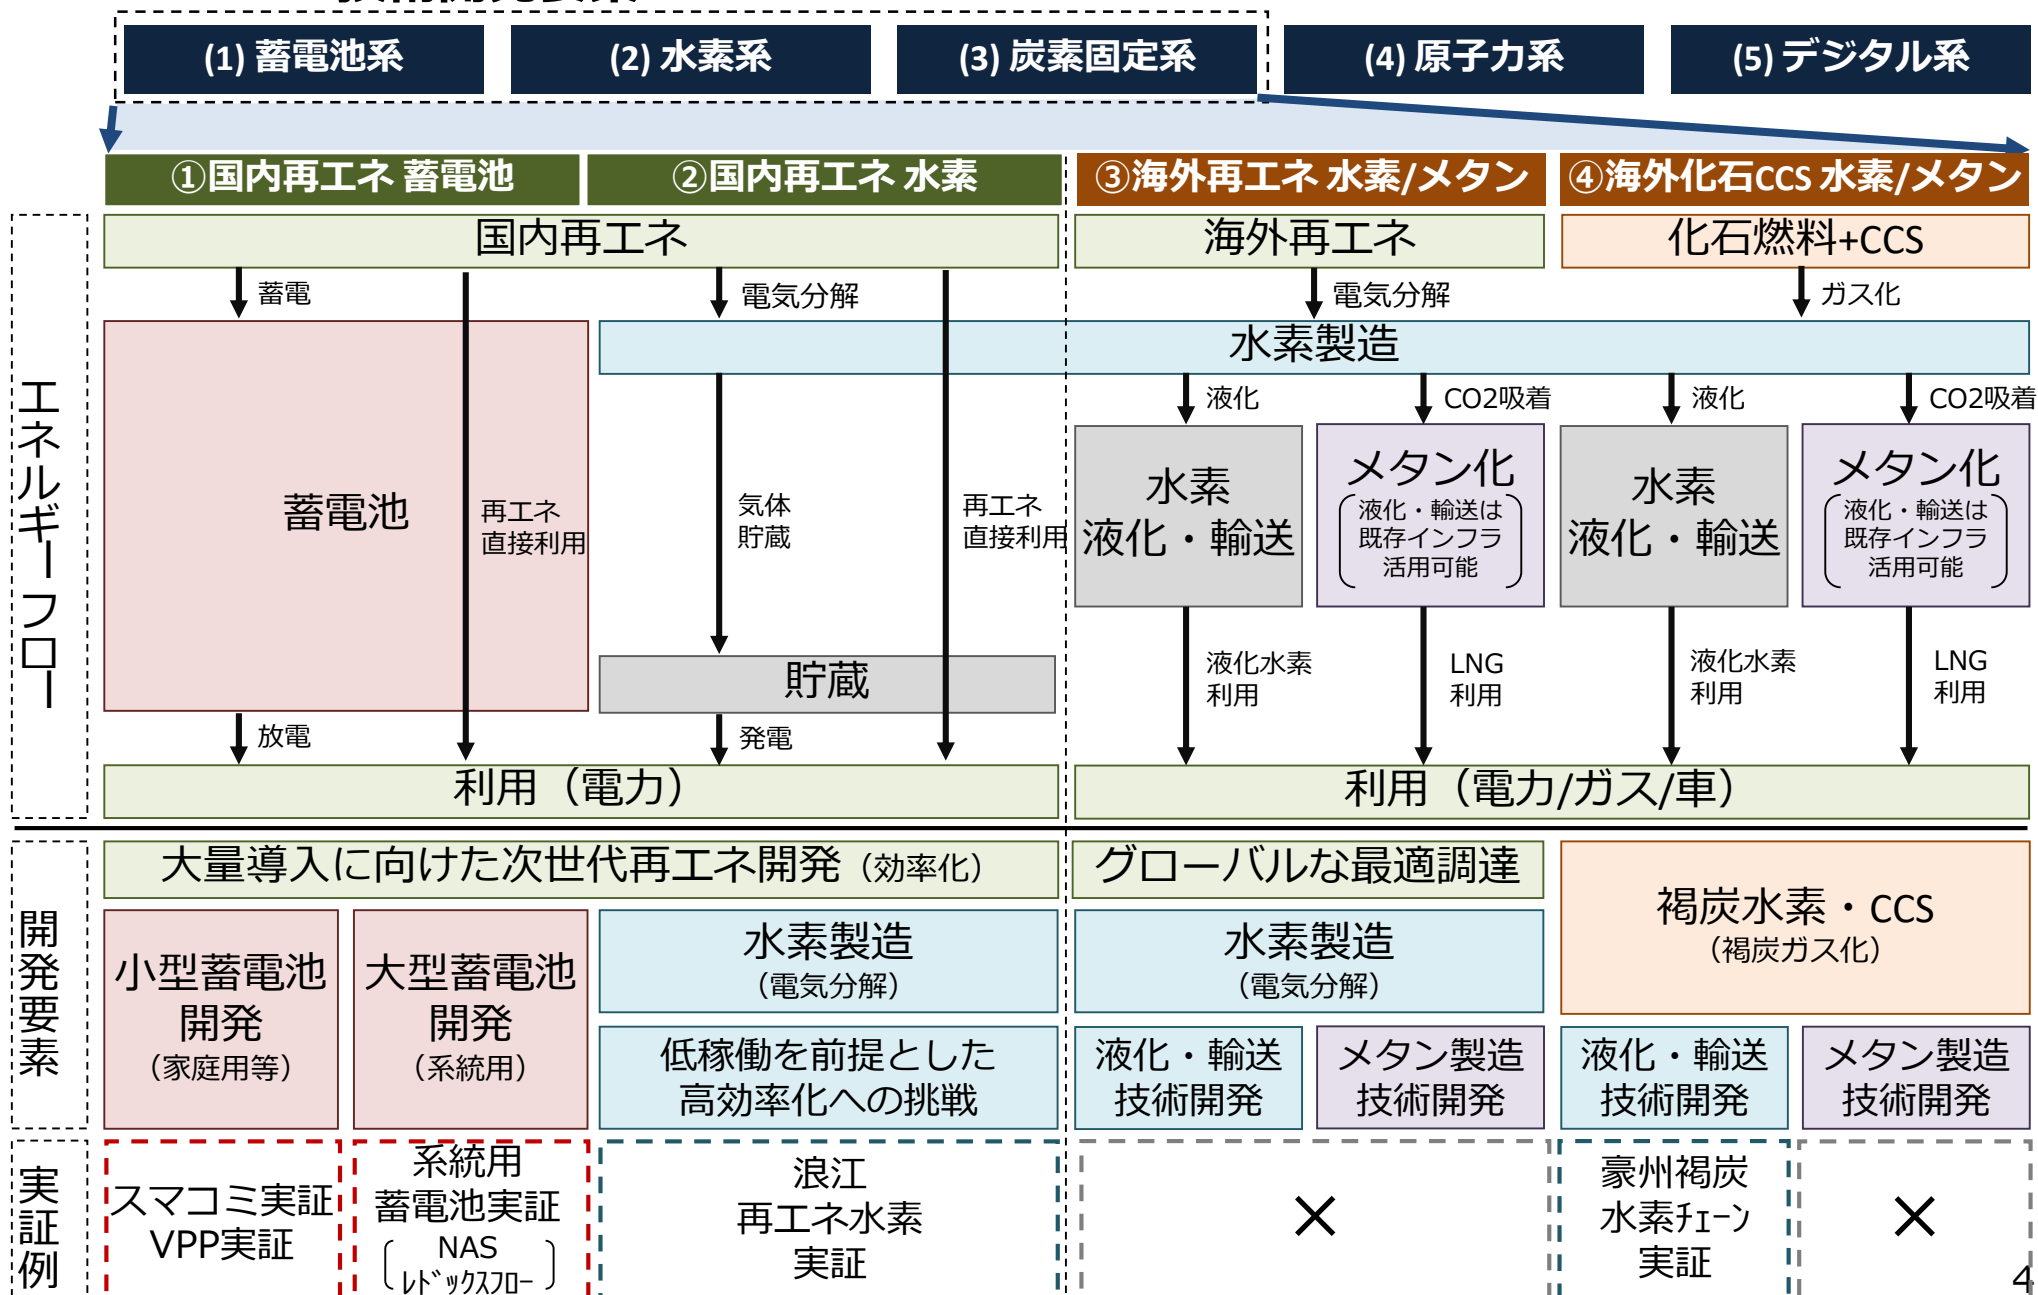 (1) 蓄電池系
(2) 水素系
(3) 炭素固定系
(4) 原子力系
(5) デジタル系
①国内再エネ 蓄電池
②国内再エネ 水素
③海外再エネ 水素/メタン
④海外化石CCS 水素/メタン
エネルギーフロー
国内再エネ
海外再エネ
化石燃料+CCS
蓄電
電気分解
電気分解
ガス化
水素製造
液化
CO2吸着
液化
CO2吸着
蓄電池
再エネ
直接利用
気体
貯蔵
再エネ
直接利用
水素
液化・輸送
メタン化
液化・輸送は
既存インフラ
活用可能
水素
液化・輸送
メタン化
液化・輸送は
既存インフラ
活用可能
貯蔵
液化水素
利用
LNG
利用
液化水素
利用
LNG
利用
放電
発電
利用（電力）
利用（電力/ガス/車）
開発要素
大量導入に向けた次世代再エネ開発（効率化）
グローバルな最適調達
褐炭水素・CCS
（褐炭ガス化）
小型蓄電池
開発
（家庭用等）
大型蓄電池
開発
（系統用）
水素製造
（電気分解）
水素製造
（電気分解）
低稼働を前提とした
高効率化への挑戦
液化・輸送
技術開発
メタン製造
技術開発
液化・輸送
技術開発
メタン製造
技術開発
実証例
スマコミ実証
VPP実証
系統用
蓄電池実証
NAS
ﾚﾄﾞｯｸｽﾌﾛｰ
浪江
再エネ水素
実証
×
豪州褐炭
水素ﾁｪｰﾝ
実証
×
4